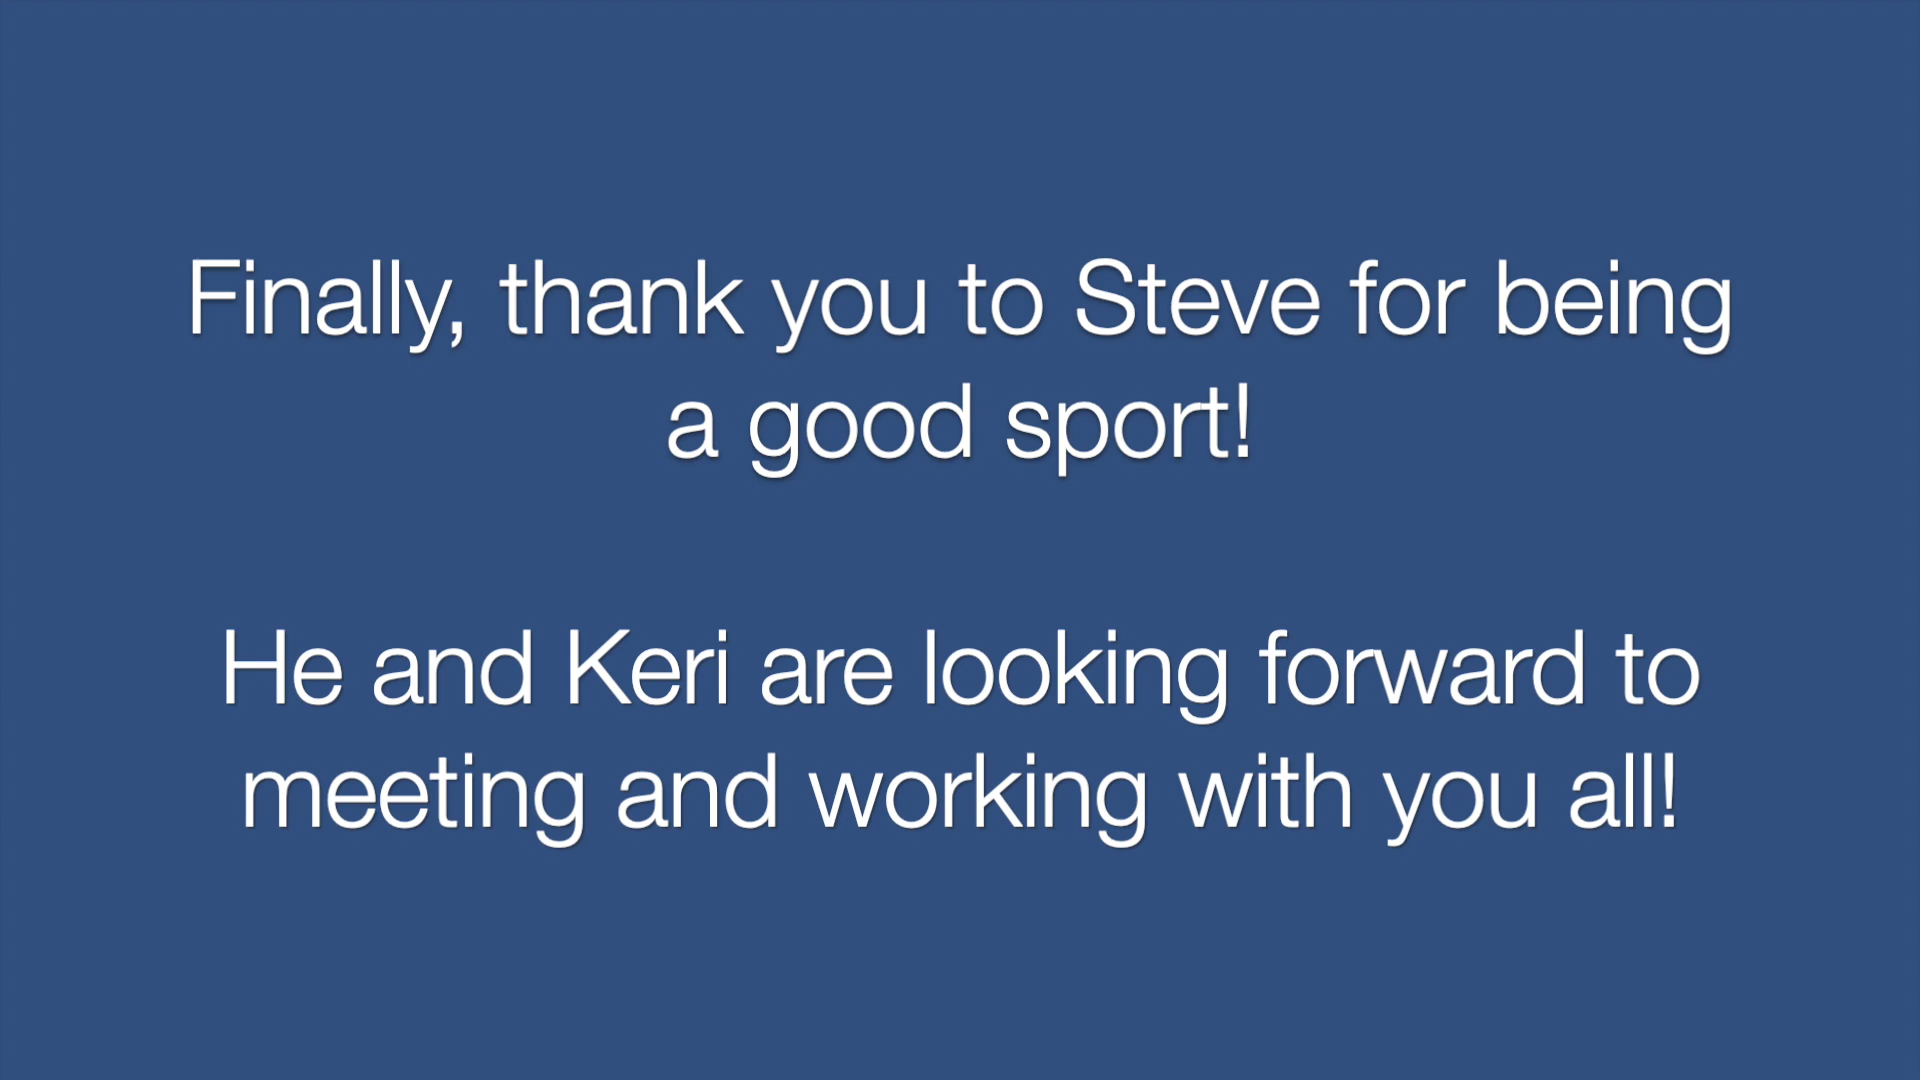 Finally, thank you to Steve for being
a good sport!
He and Keri are looking forward to
meeting and working with you all!